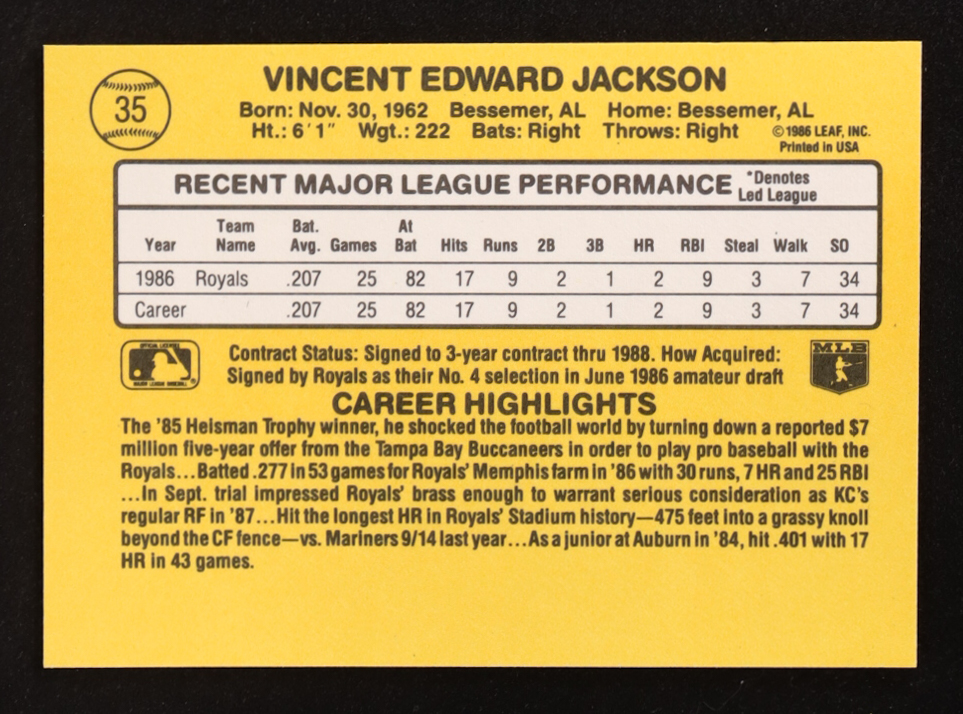 35
VINCENT EDWARD JACKSON
Born: Nov. 30, 1962 Bessemer, AL Home: Bessemer, AL
Ht.: 6'1" Wgt.: 222 Bats: Right Throws: Right
©1986 LEAF, INC.
Printed in USA
RECENT MAJOR LEAGUE PERFORMANCE *Denotes
Led League
Year Team Name Bat. Avg. Games At Bat Hits Runs 2B 3B HR RBI Steal Walk SO
1986 Royals .207 25 82 17 9 2 1 2 9 3 7 34
Career .207 25 82 17 9 2 1 2 9 3 7 34
OFFICIAL LICENSEE
MAJOR LEAGUE BASEBALL
Contract Status: Signed to 3-year contract thru 1988. How Acquired:
Signed by Royals as their No. 4 selection in June 1986 amateur draft
MLB
CAREER HIGHLIGHTS
The '85 Heisman Trophy winner, he shocked the football world by turning down a reported $7
million five-year offer from the Tampa Bay Buccaneers in order to play pro baseball with the
Royals...Batted .277 in 53 games for Royals' Memphis farm in '86 with 30 runs, 7 HR and 25 RBI
...In Sept. trial impressed Royals' brass enough to warrant serious consideration as KC's
regular RF in '87...Hit the longest HR in Royals' Stadium history—475 feet into a grassy knoll
beyond the CF fence—vs. Mariners 9/14 last year...As a junior at Auburn in '84, hit .401 with 17
HR in 43 games.